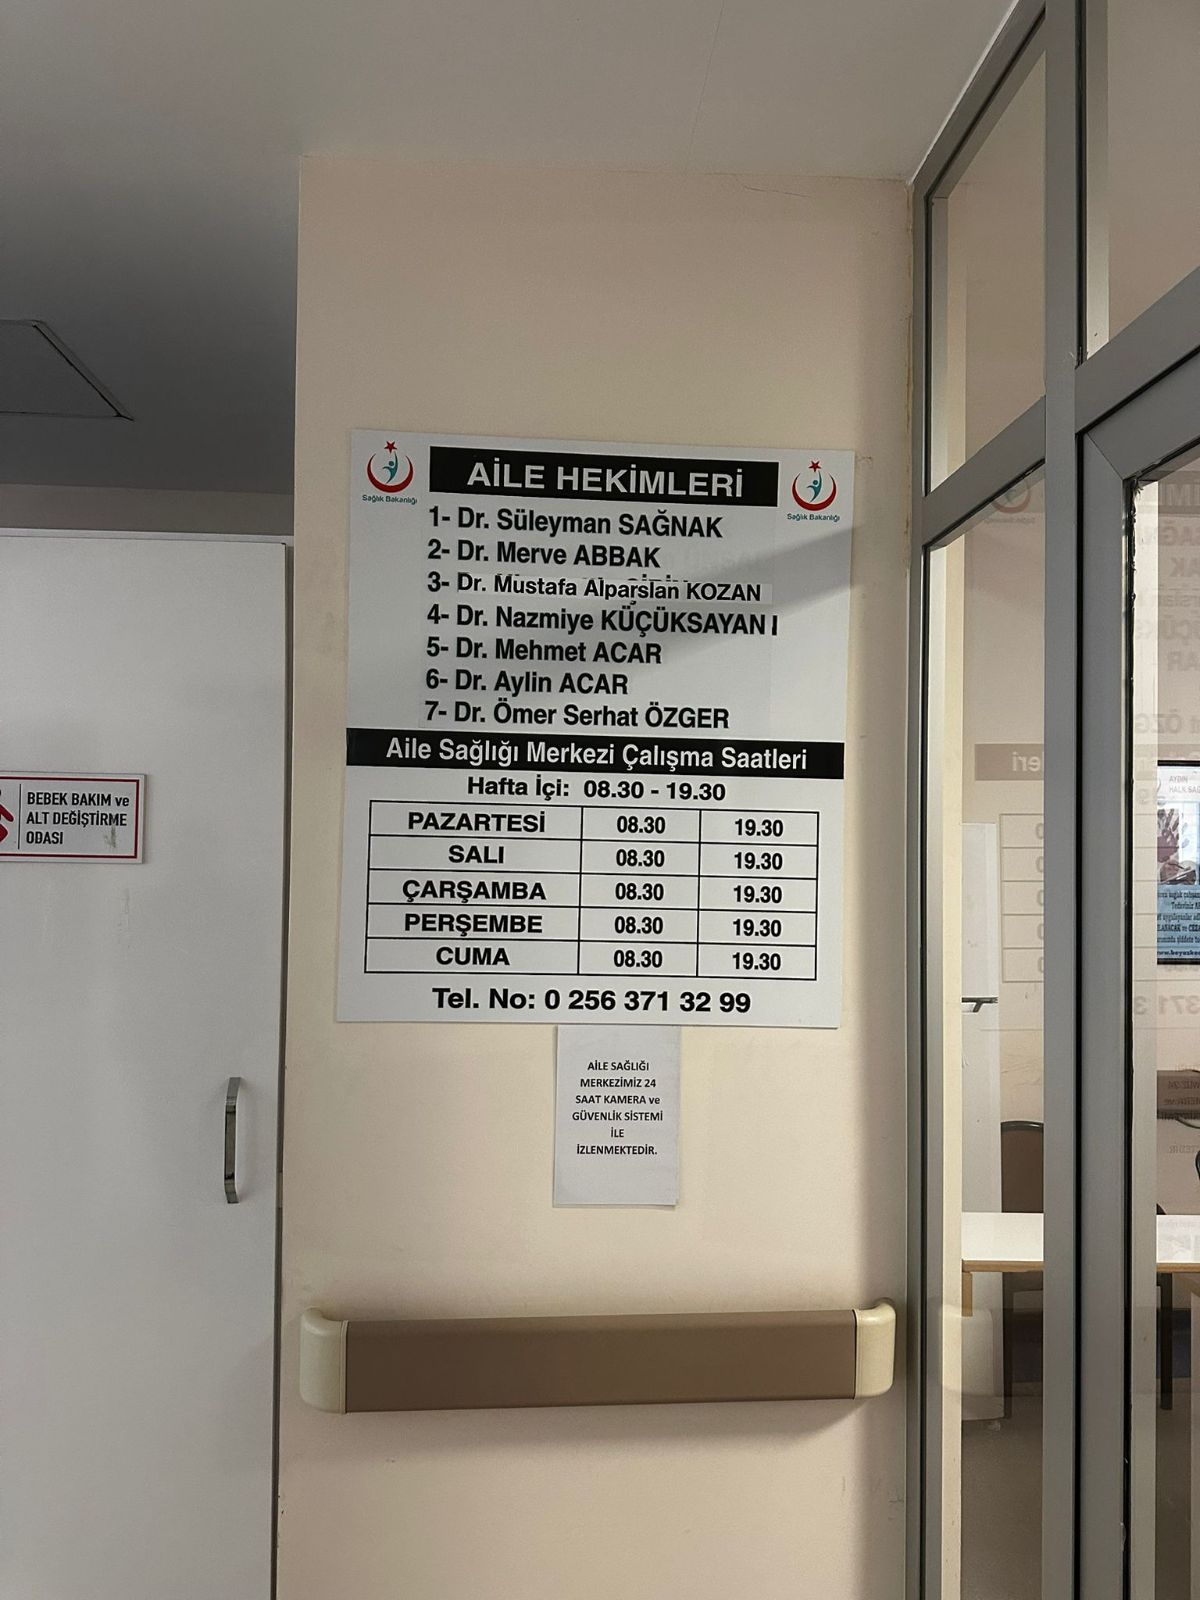 AİLE HEKİMLERİ
Sağlık Bakanlığı
Sağlık Bakanlığı
1- Dr. Süleyman SAĞNAK
2- Dr. Merve ABBAK
3- Dr. Mustafa Alparslan KOZAN
4- Dr. Nazmiye KÜÇÜKSAYAN
5- Dr. Mehmet ACAR
6- Dr. Aylin ACAR
7- Dr. Ömer Serhat ÖZGER
Aile Sağlığı Merkezi Çalışma Saatleri
Hafta İçi: 08.30 - 19.30
PAZARTESİ 08.30 19.30
SALI 08.30 19.30
ÇARŞAMBA 08.30 19.30
PERŞEMBE 08.30 19.30
CUMA 08.30 19.30
Tel. No: 0 256 371 32 99
AİLE SAĞLIĞI
MERKEZİMİZ 24
SAAT KAMERA ve
GÜVENLİK SİSTEMİ
İLE
İZLENMEKTEDİR.
BEBEK BAKIM ve
ALT DEĞİŞTİRME
ODASI
AYDIN